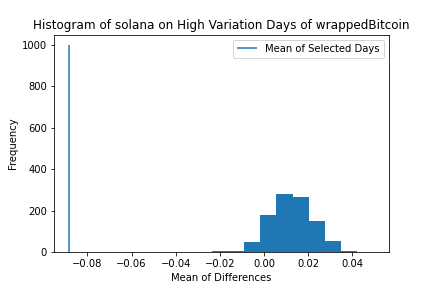 Histogram of solana on High Variation Days of wrappedBitcoin
Mean of Selected Days
1000
800
600
400
200
0
Frequency
−0.08 −0.06 −0.04 −0.02 0.00 0.02 0.04
Mean of Differences